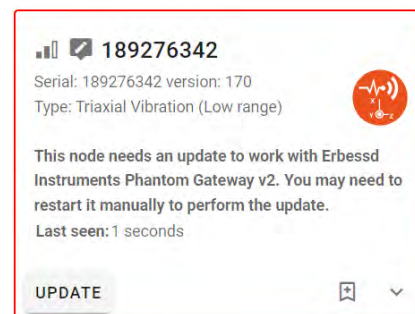 189276342
Serial: 189276342 version: 170
Type: Triaxial Vibration (Low range)
X
Y
Z
This node needs an update to work with Erbessd
Instruments Phantom Gateway v2. You may need to
restart it manually to perform the update.
Last seen: 1 seconds
UPDATE